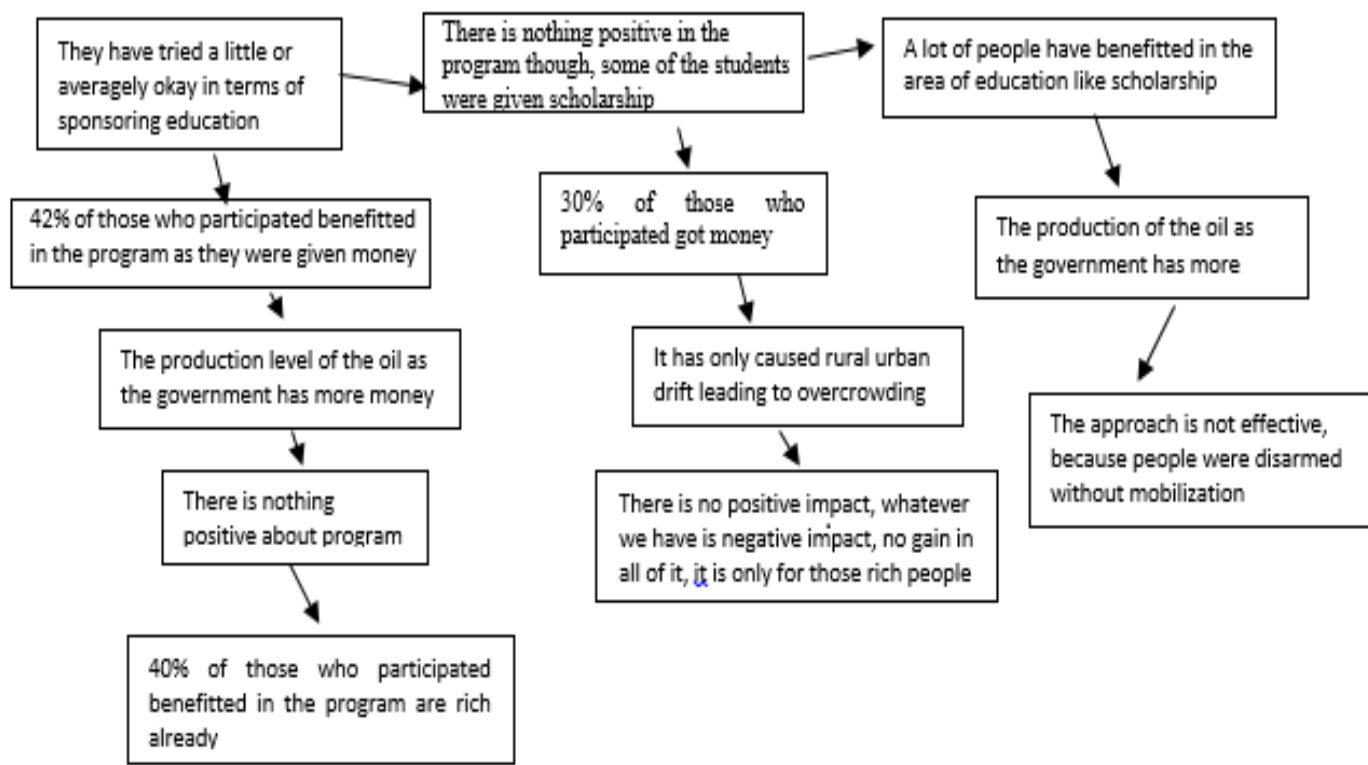 They have tried a little or
averagely okay in terms of
sponsoring education
There is nothing positive in the
program though, some of the students
were given scholarship
A lot of people have benefitted in the
area of education like scholarship
42% of those who participated benefitted
in the program as they were given money
30% of those who
participated got money
The production of the oil as
the government has more
The production level of the oil as
the government has more money
It has only caused rural urban
drift leading to overcrowding
The approach is not effective,
because people were disarmed
without mobilization
There is nothing
positive about program
There is no positive impact, whatever
we have is negative impact, no gain in
all of it, it is only for those rich people
40% of those who participated
benefitted in the program are rich
already